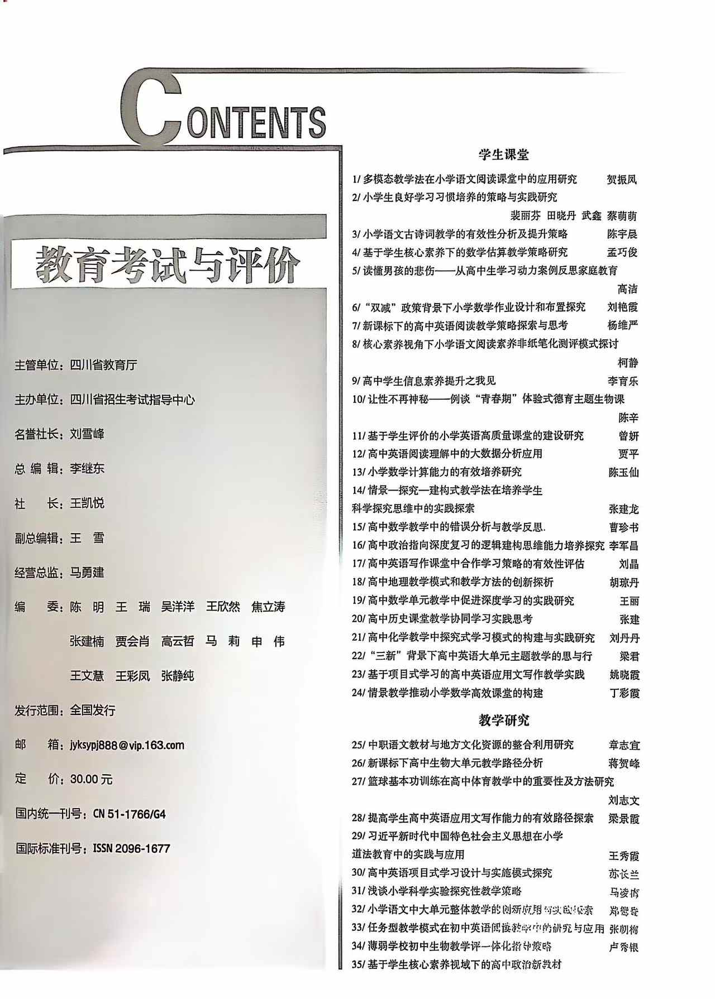 CONTENTS
教育考试与评价
主管单位：四川省教育厅
主办单位：四川省招生考试指导中心
名誉社长：刘雪峰
总 编 辑：李继东
社 长：王凯悦
副总编辑：王 雪
经营总监：马勇建
编 委：陈 明 王 瑞 吴洋洋 王欣然 焦立涛
张建楠 贾会肖 高云哲 马 莉 申 伟
王文慧 王彩凤 张静纯
发行范围：全国发行
邮 箱：jyksypj888@vip.163.com
定 价：30.00 元
国内统一刊号：CN 51-1766/G4
国际标准刊号：ISSN 2096-1677
学生课堂
1/ 多模态教学法在小学语文阅读课堂中的应用研究 贺振凤
2/ 小学生良好学习习惯培养的策略与实践研究
裴丽芬 田晓丹 武鑫 蔡萌萌
3/ 小学语文古诗词教学的有效性分析及提升策略 陈宇晨
4/ 基于学生核心素养下的数学估算教学策略研究 孟巧俊
5/ 读懂男孩的悲伤——从高中生学习动力案例反思家庭教育
高洁
6/ “双减”政策背景下小学数学作业设计和布置探究 刘艳霞
7/ 新课标下的高中英语阅读教学策略探索与思考 杨维严
8/ 核心素养视角下小学语文阅读素养非纸笔化测评模式探讨
柯静
9/ 高中学生信息素养提升之我见 李育乐
10/ 让性不再神秘——例谈“青春期”体验式德育主题生物课
陈辛
11/ 基于学生评价的小学英语高质量课堂的建设研究 曾妍
12/ 高中英语阅读理解中的大数据分析应用 贾平
13/ 小学数学计算能力的有效培养研究 陈玉仙
14/ 情景—探究—建构式教学法在培养学生
科学探究思维中的实践探索 张建龙
15/ 高中数学教学中的错误分析与教学反思. 曹珍书
16/ 高中政治指向深度复习的逻辑建构思维能力培养探究 李军昌
17/ 高中英语写作课堂中合作学习策略的有效性评估 刘晶
18/ 高中地理教学模式和教学方法的创新探析 胡琼丹
19/ 高中数学单元教学中促进深度学习的实践研究 王丽
20/ 高中历史课堂教学协同学习实践思考 张建
21/ 高中化学教学中探究式学习模式的构建与实践研究 刘丹丹
22/ “三新”背景下高中英语大单元主题教学的思与行 梁君
23/ 基于项目式学习的高中英语应用文写作教学实践 姚晓霞
24/ 情景教学推动小学数学高效课堂的构建 丁彩霞
教学研究
25/ 中职语文教材与地方文化资源的整合利用研究 章志宜
26/ 新课标下高中生物大单元教学路径分析 蒋贺峰
27/ 篮球基本功训练在高中体育教学中的重要性及方法研究
刘志文
28/ 提高学生高中英语应用文写作能力的有效路径探索 梁景霞
29/ 习近平新时代中国特色社会主义思想在小学
道法教育中的实践与应用 王秀霞
30/ 高中英语项目式学习设计与实施模式探究 苏长兰
31/ 浅谈小学科学实验探究性教学策略 马凌
32/ 小学语文中大单元整体教学的创新应用与实践探索
33/ 任务型教学模式在初中英语阅读教学中的研究与应用 张
34/ 薄弱学校初中生物教学评一体化指导策略 卢秀银
35/ 基于学生核心素养视域下的高中政治新教材